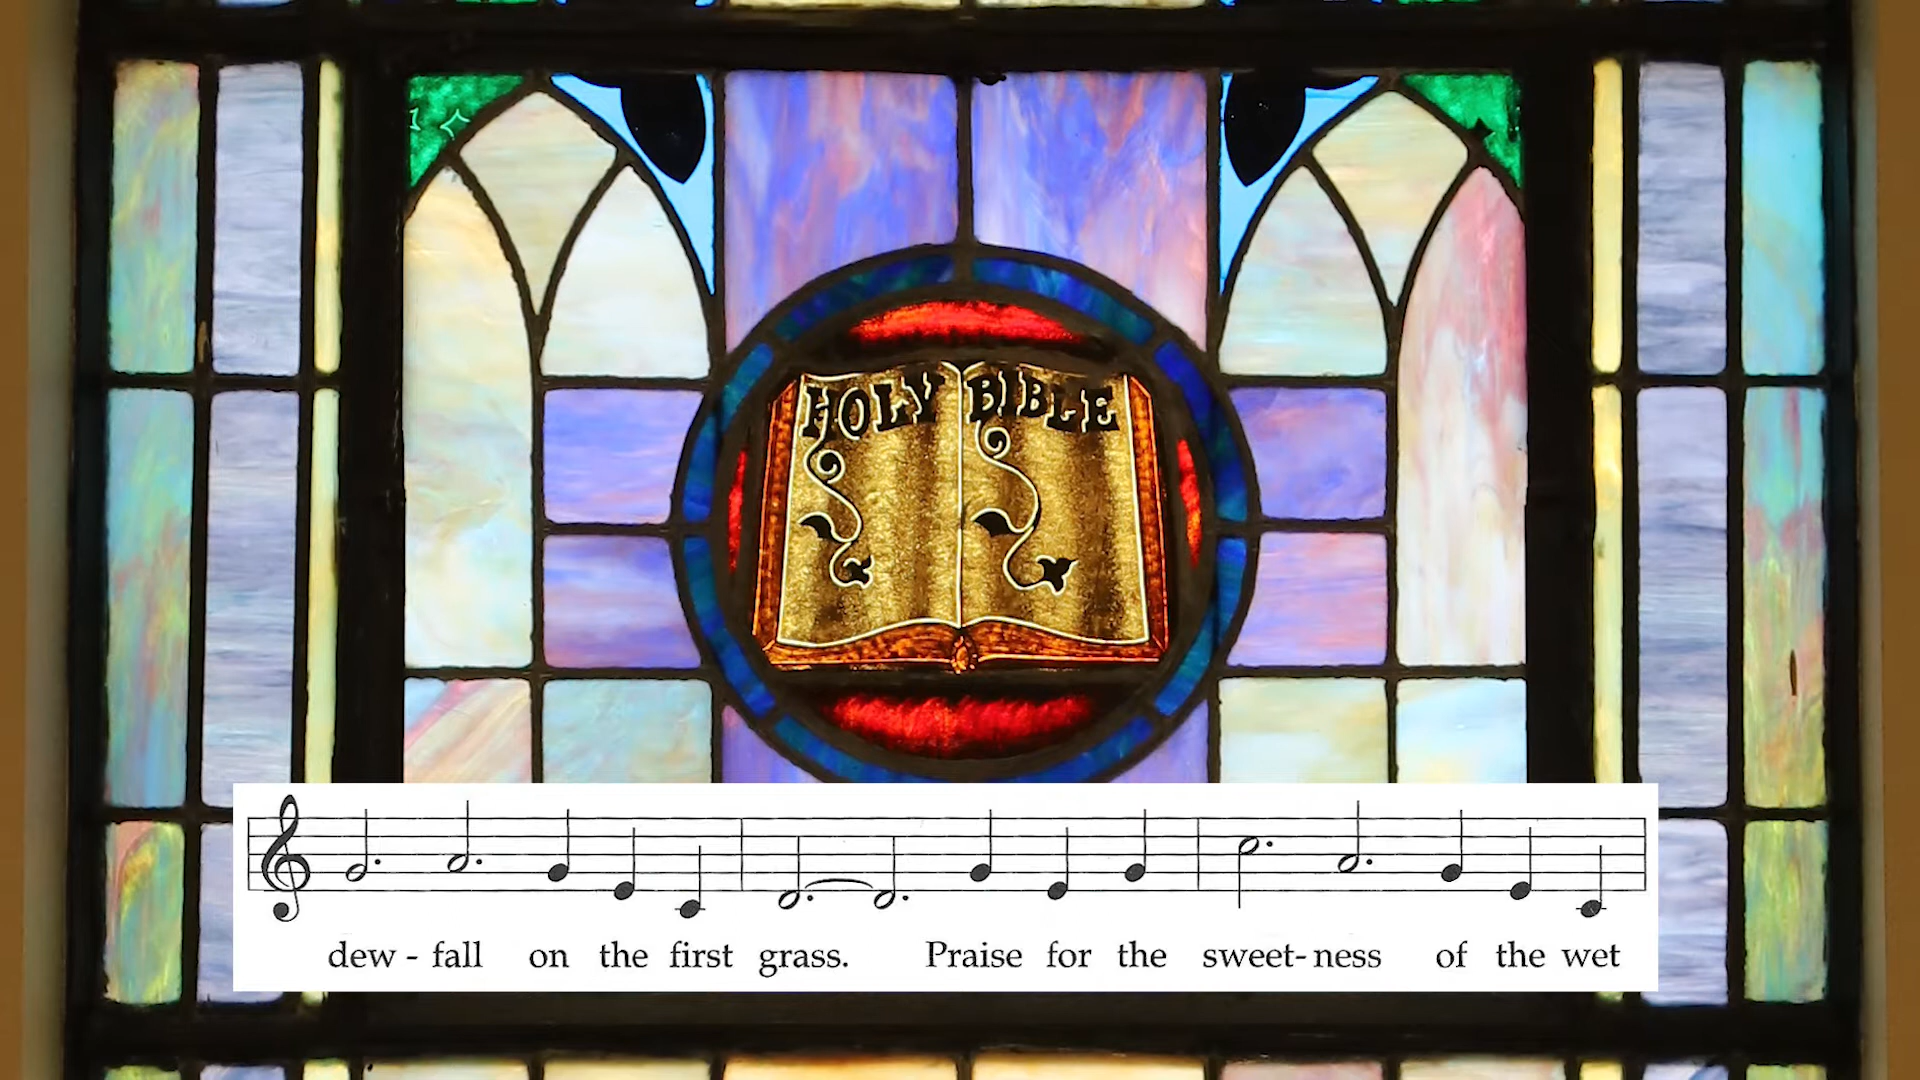 HOLY BIBLE
dew - fall on the first grass. Praise for the sweet- ness of the wet